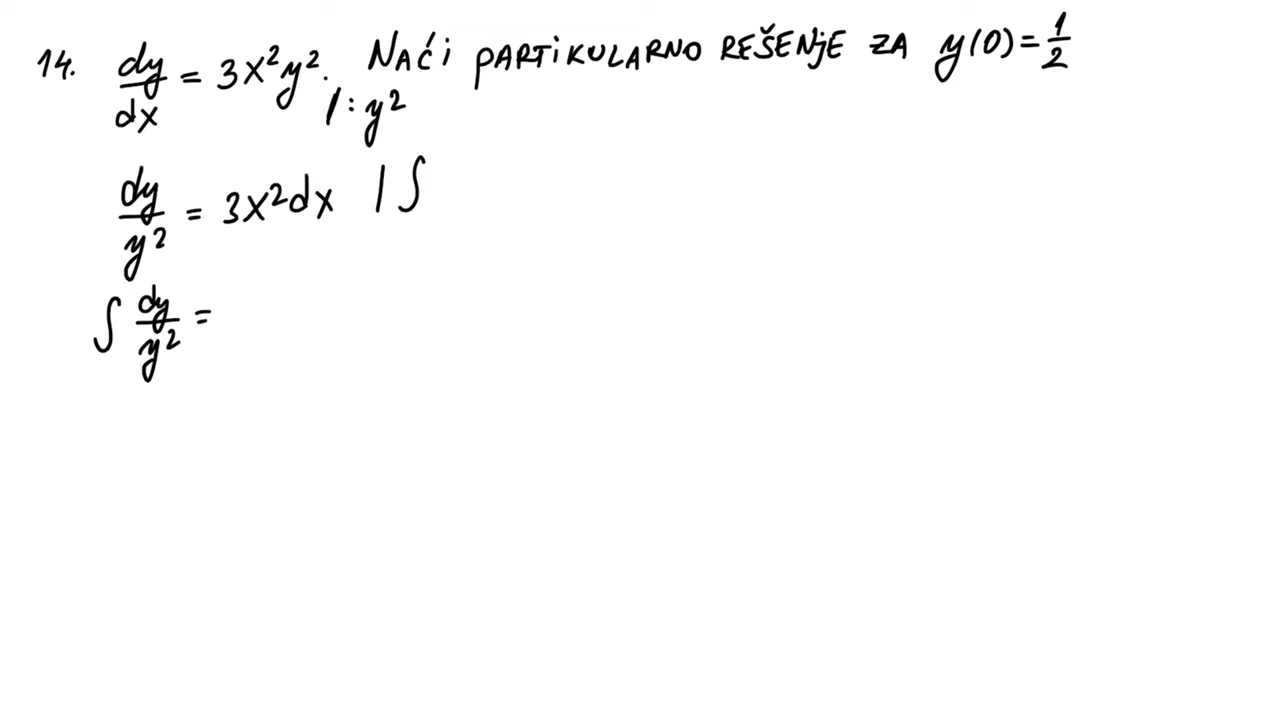 14. dy/dx = 3x²y². Naći partikularno rešenje za y(0) = 1/2
/ : y²
dy/y² = 3x²dx | ∫
∫ dy/y² =